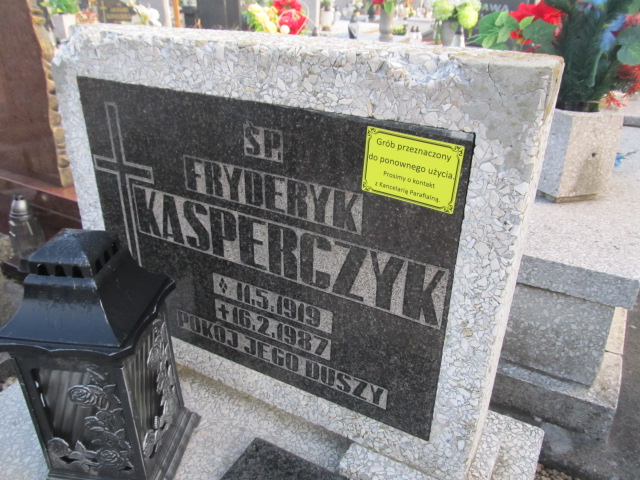 ŚP.
FRYDERYK
KASPERCZYK
* 11.5.1919
+16.2.1987
POKÓJ JEGO DUSZY
Grób przeznaczony
do ponownego użycia.
Prosimy o kontakt
z Kancelarią Parafialną.